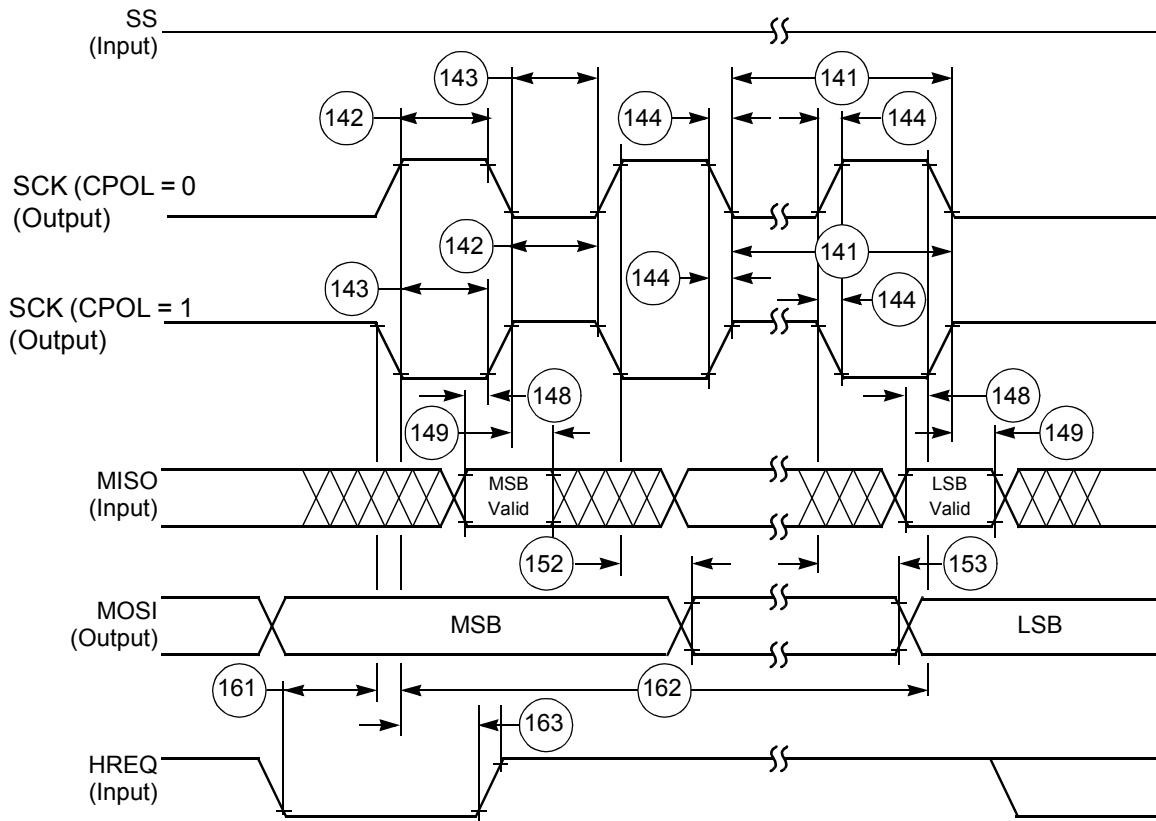 SS
(Input)
143
141
142
144
144
SCK (CPOL = 0
(Output)
142
141
143
144
144
SCK (CPOL = 1
(Output)
148
148
149
149
MISO
(Input)
MSB
Valid
LSB
Valid
152
153
MOSI
(Output)
MSB
LSB
161
162
163
HREQ
(Input)